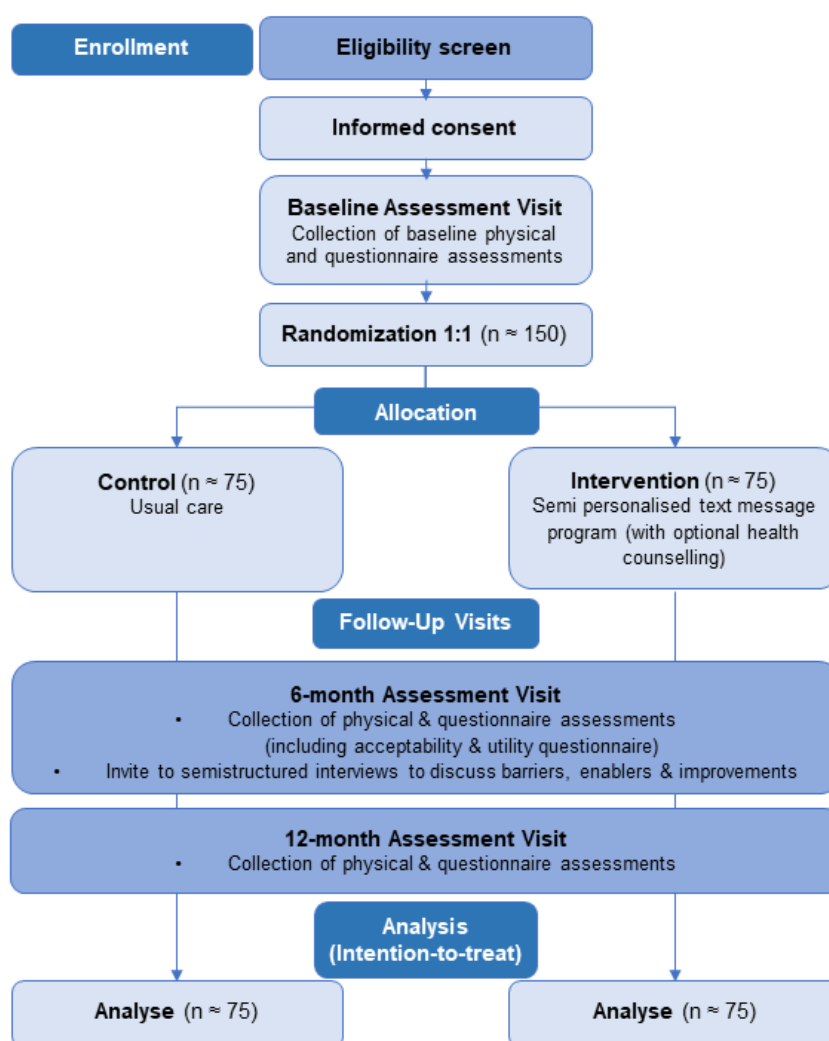 Enrollment
Eligibility screen
Informed consent
Baseline Assessment Visit
Collection of baseline physical
and questionnaire assessments
Randomization 1:1 (n ≈ 150)
Allocation
Control (n ≈ 75)
Usual care
Intervention (n ≈ 75)
Semi personalised text message
program (with optional health
counselling)
Follow-Up Visits
6-month Assessment Visit
• Collection of physical & questionnaire assessments
(including acceptability & utility questionnaire)
• Invite to semistructured interviews to discuss barriers, enablers & improvements
12-month Assessment Visit
• Collection of physical & questionnaire assessments
Analysis
(Intention-to-treat)
Analyse (n ≈ 75)
Analyse (n ≈ 75)